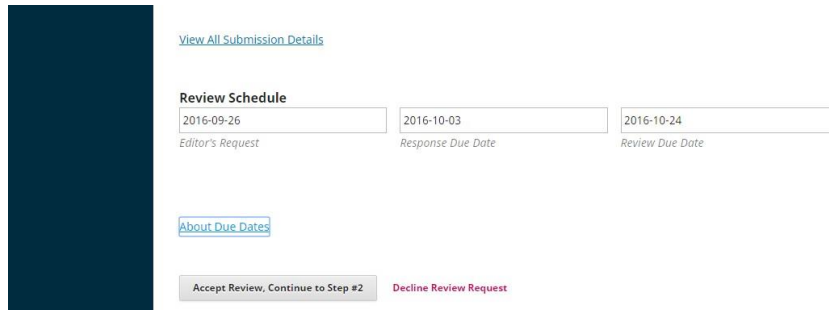 View All Submission Details
Review Schedule
2016-09-26 2016-10-03 2016-10-24
Editor's Request Response Due Date Review Due Date
About Due Dates
Accept Review, Continue to Step #2 Decline Review Request